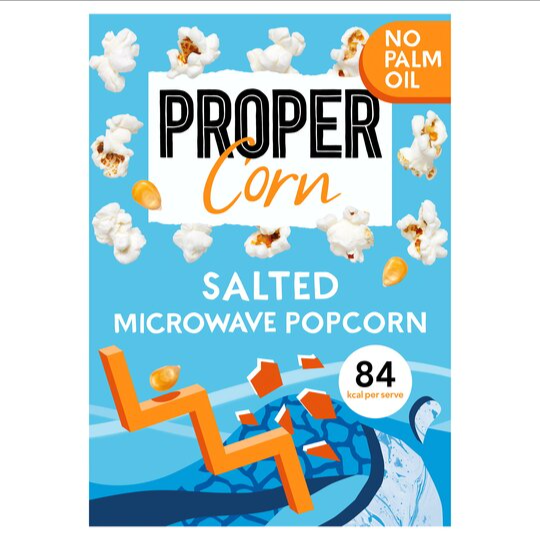 NO
PALM
OIL
PROPER
Corn
SALTED
MICROWAVE POPCORN
84
kcal per serve